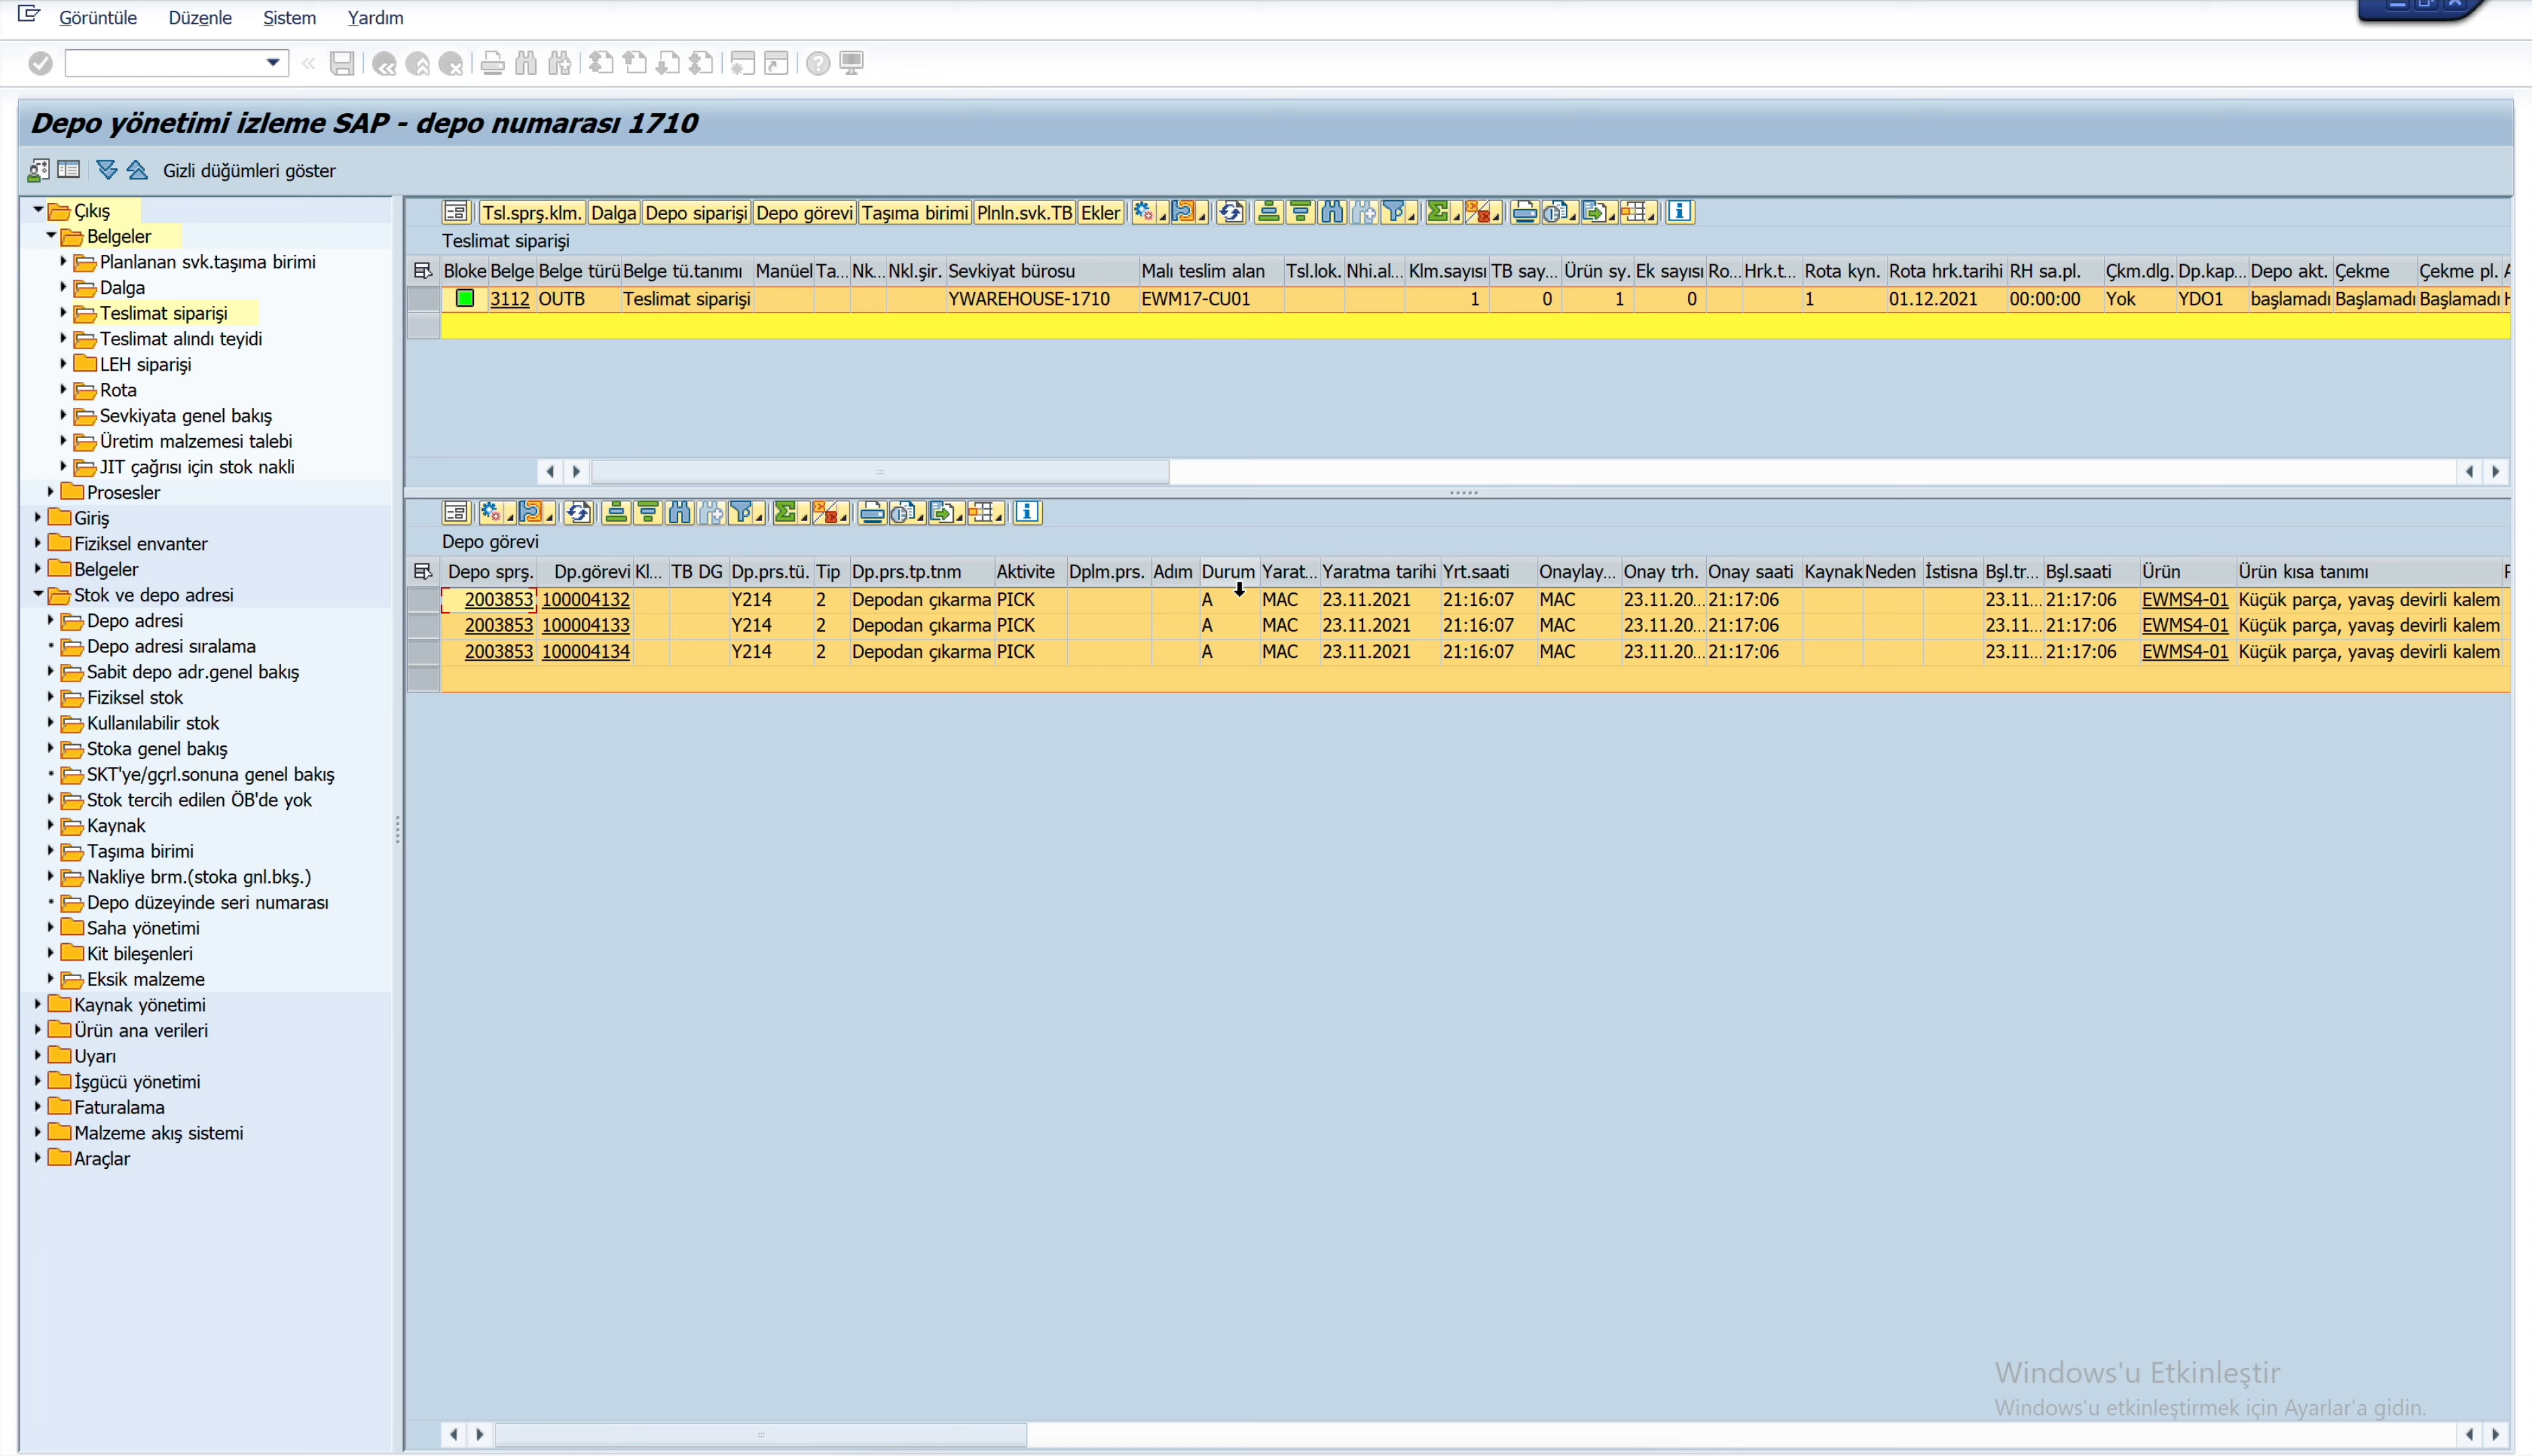 Görüntüle Düzenle Sistem Yardım
Depo yönetimi izleme SAP - depo numarası 1710
Gizli düğümleri göster
Çıkış
Belgeler
Planlanan svk.taşıma birimi
Dalga
Teslimat siparişi
Teslimat alındı teyidi
LEH siparişi
Rota
Sevkiyata genel bakış
Üretim malzemesi talebi
JIT çağrısı için stok nakli
Prosesler
Giriş
Fiziksel envanter
Belgeler
Stok ve depo adresi
Depo adresi
Depo adresi sıralama
Sabit depo adr.genel bakış
Fiziksel stok
Kullanılabilir stok
Stoka genel bakış
SKT'ye/gçrl.sonuna genel bakış
Stok tercih edilen ÖB'de yok
Kaynak
Taşıma birimi
Nakliye brm.(stoka gnl.bkş.)
Depo düzeyinde seri numarası
Saha yönetimi
Kit bileşenleri
Eksik malzeme
Kaynak yönetimi
Ürün ana verileri
Uyarı
İşgücü yönetimi
Faturalama
Malzeme akış sistemi
Araçlar
Tsl.sprş.klm. Dalga Depo siparişi Depo görevi Taşıma birimi Plnln.svk.TB Ekler
Teslimat siparişi
Bloke Belge Belge türü Belge tü.tanımı Manüel Ta... Nk... Nkl.şir. Sevkiyat bürosu Malı teslim alan Tsl.lok. Nhi.al... Klm.sayısı TB say... Ürün sy. Ek sayısı Ro... Hrk.t... Rota kyn. Rota hrk.tarihi RH sa.pl. Çkm.dlg. Dp.kap... Depo akt. Çekme Çekme pl.
3112 OUTB Teslimat siparişi YWAREHOUSE-1710 EWM17-CU01 1 0 1 0 1 01.12.2021 00:00:00 Yok YDO1 başlamadı Başlamadı Başlamadı
Depo görevi
Depo sprş. Dp.görevi Kl... TB DG Dp.prs.tü. Tip Dp.prs.tp.tnm Aktivite Dplm.prs. Adım Durum Yarat... Yaratma tarihi Yrt.saati Onaylay... Onay trh. Onay saati Kaynak Neden İstisna Bşl.tr... Bşl.saati Ürün Ürün kısa tanımı
2003853 100004132 Y214 2 Depodan çıkarma PICK A MAC 23.11.2021 21:16:07 MAC 23.11.20... 21:17:06 23.11... 21:17:06 EWMS4-01 Küçük parça, yavaş devirli kalem
2003853 100004133 Y214 2 Depodan çıkarma PICK A MAC 23.11.2021 21:16:07 MAC 23.11.20... 21:17:06 23.11... 21:17:06 EWMS4-01 Küçük parça, yavaş devirli kalem
2003853 100004134 Y214 2 Depodan çıkarma PICK A MAC 23.11.2021 21:16:07 MAC 23.11.20... 21:17:06 23.11... 21:17:06 EWMS4-01 Küçük parça, yavaş devirli kalem
Windows'u Etkinleştir
Windows'u etkinleştirmek için Ayarlar'a gidin.